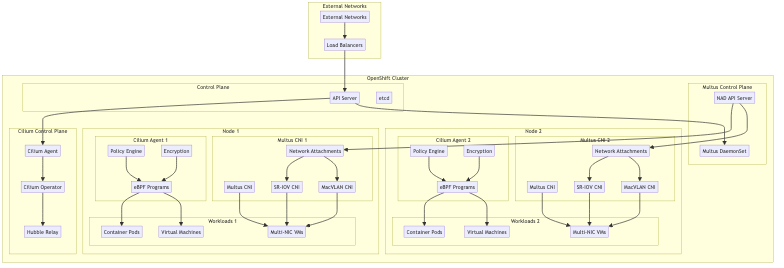 External Networks
External Networks
Load Balancers
OpenShift Cluster
Control Plane
API Server
etcd
Multus Control Plane
NAD API Server
Multus DaemonSet
Cilium Control Plane
Cilium Agent
Cilium Operator
Hubble Relay
Node 1
Cilium Agent 1
Policy Engine
Encryption
eBPF Programs
Multus CNI 1
Network Attachments
Multus CNI
SR-IOV CNI
MacVLAN CNI
Workloads 1
Container Pods
Virtual Machines
Multi-NIC VMs
Node 2
Cilium Agent 2
Policy Engine
Encryption
eBPF Programs
Multus CNI 2
Network Attachments
Multus CNI
SR-IOV CNI
MacVLAN CNI
Workloads 2
Container Pods
Virtual Machines
Multi-NIC VMs